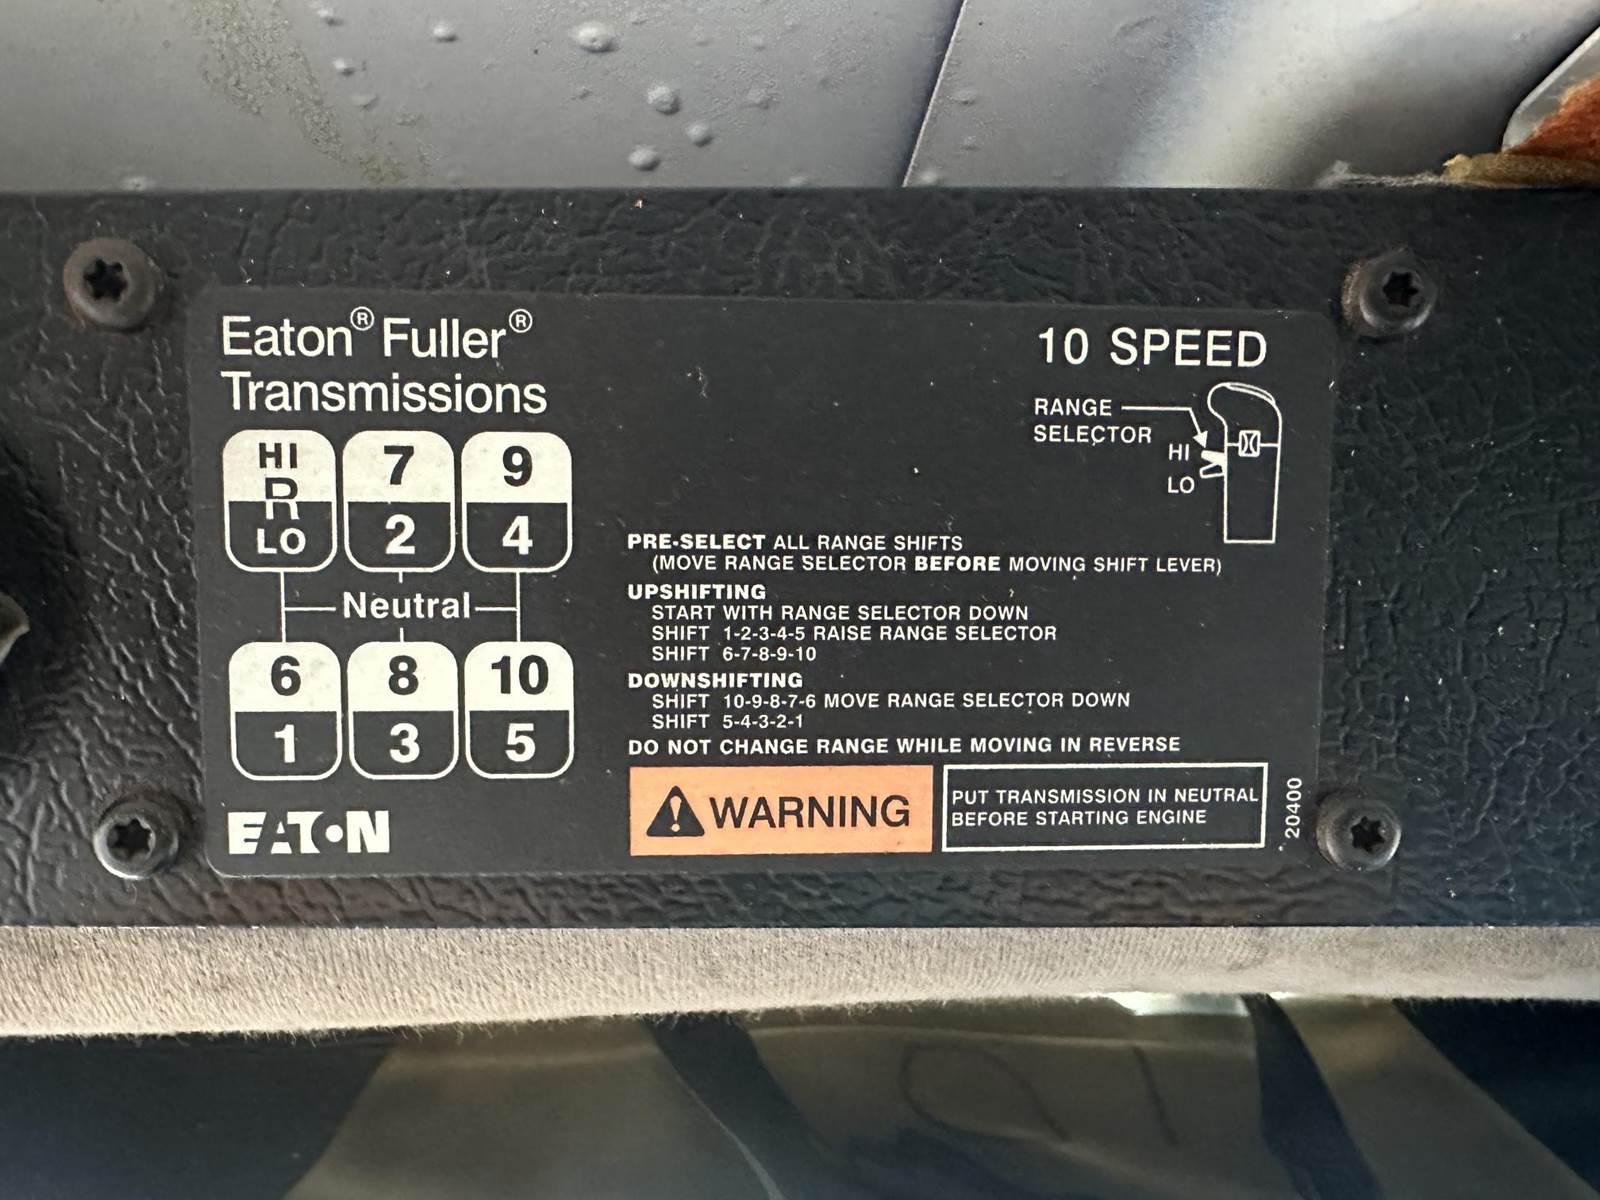 Eaton® Fuller®
Transmissions
10 SPEED
RANGE
SELECTOR
HI
LO
HI 7 9
R
LO 2 4
Neutral
6 8 10
1 3 5
PRE-SELECT ALL RANGE SHIFTS
(MOVE RANGE SELECTOR BEFORE MOVING SHIFT LEVER)
UPSHIFTING
START WITH RANGE SELECTOR DOWN
SHIFT 1-2-3-4-5 RAISE RANGE SELECTOR
SHIFT 6-7-8-9-10
DOWNSHIFTING
SHIFT 10-9-8-7-6 MOVE RANGE SELECTOR DOWN
SHIFT 5-4-3-2-1
DO NOT CHANGE RANGE WHILE MOVING IN REVERSE
WARNING
PUT TRANSMISSION IN NEUTRAL
BEFORE STARTING ENGINE
20400
EATON